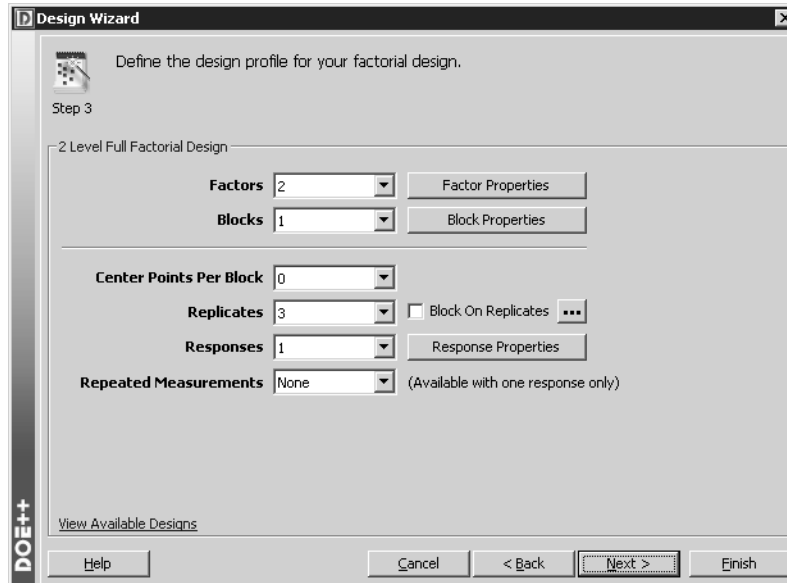 Design Wizard
Define the design profile for your factorial design.
Step 3
2 Level Full Factorial Design
Factors 2 Factor Properties
Blocks 1 Block Properties
Center Points Per Block 0
Replicates 3 Block On Replicates ...
Responses 1 Response Properties
Repeated Measurements None (Available with one response only)
View Available Designs
DOE++
Help Cancel < Back Next > Finish